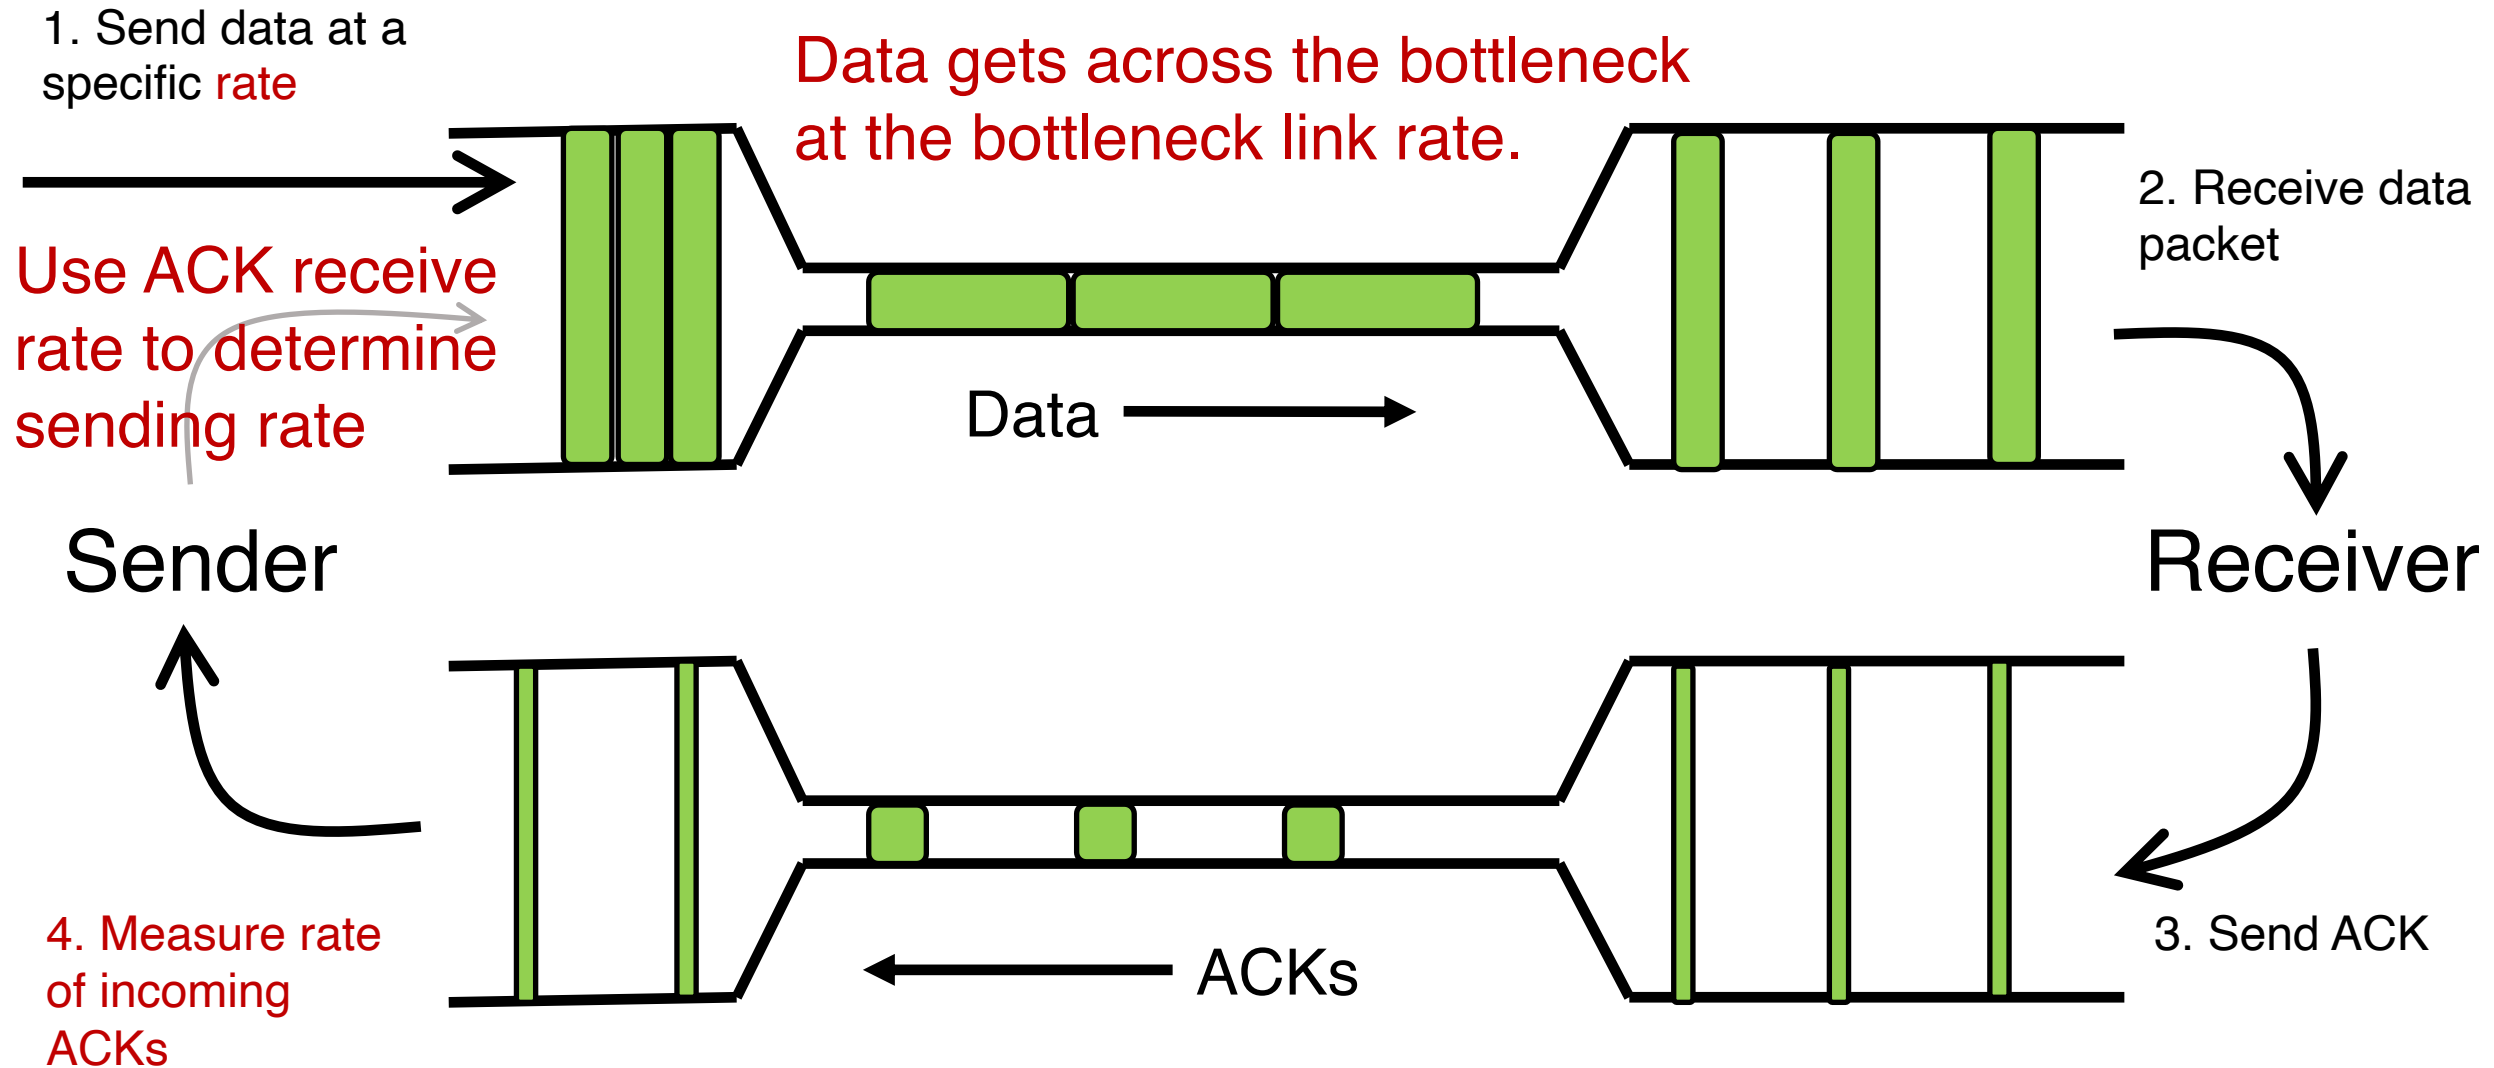 1. Send data at a
specific rate
Data gets across the bottleneck
at the bottleneck link rate.
2. Receive data
packet
Use ACK receive
rate to determine
sending rate
Data
Sender
Receiver
ACKs
3. Send ACK
4. Measure rate
of incoming
ACKs